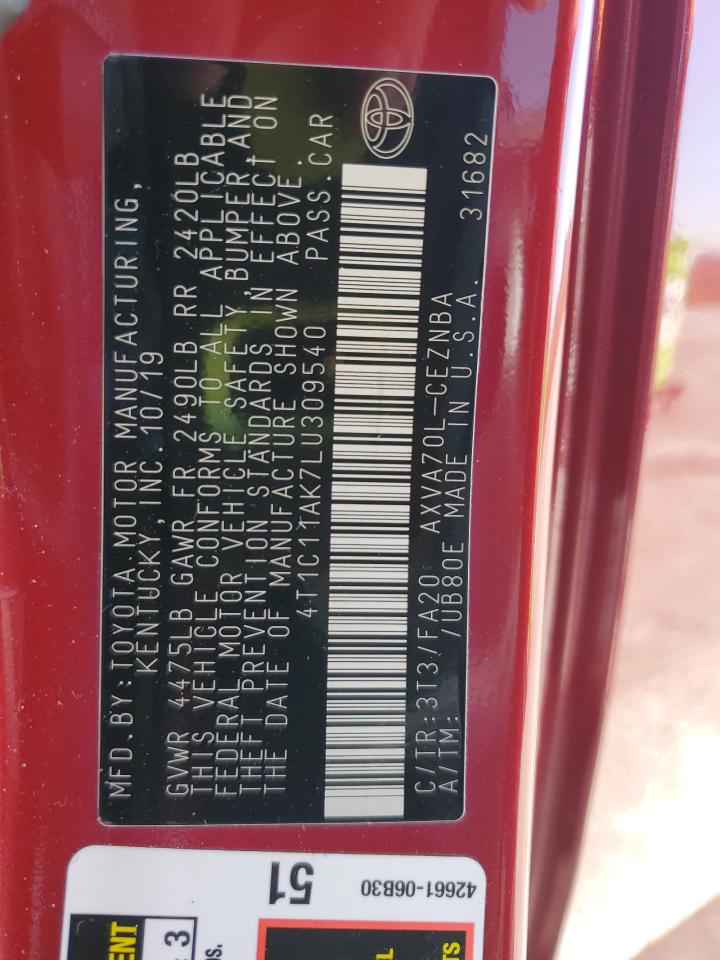 MFD.BY:TOYOTA MOTOR MANUFACTURING,
KENTUCKY, INC. 10/19
GVWR 4475LB GAWR FR 2490LB RR 2420LB
THIS VEHICLE CONFORMS TO ALL APPLICABLE
FEDERAL MOTOR VEHICLE SAFETY, BUMPER AND
THEFT PREVENTION STANDARDS IN EFFECT ON
THE DATE OF MANUFACTURE SHOWN ABOVE.
4T1C11AK7LU309540 PASS.CAR
C/TR:3T3/FA20 AXVA70L-CEZNBA
A/TM: /UB80E MADE IN U.S.A. 31682
51
42661-06B30
3